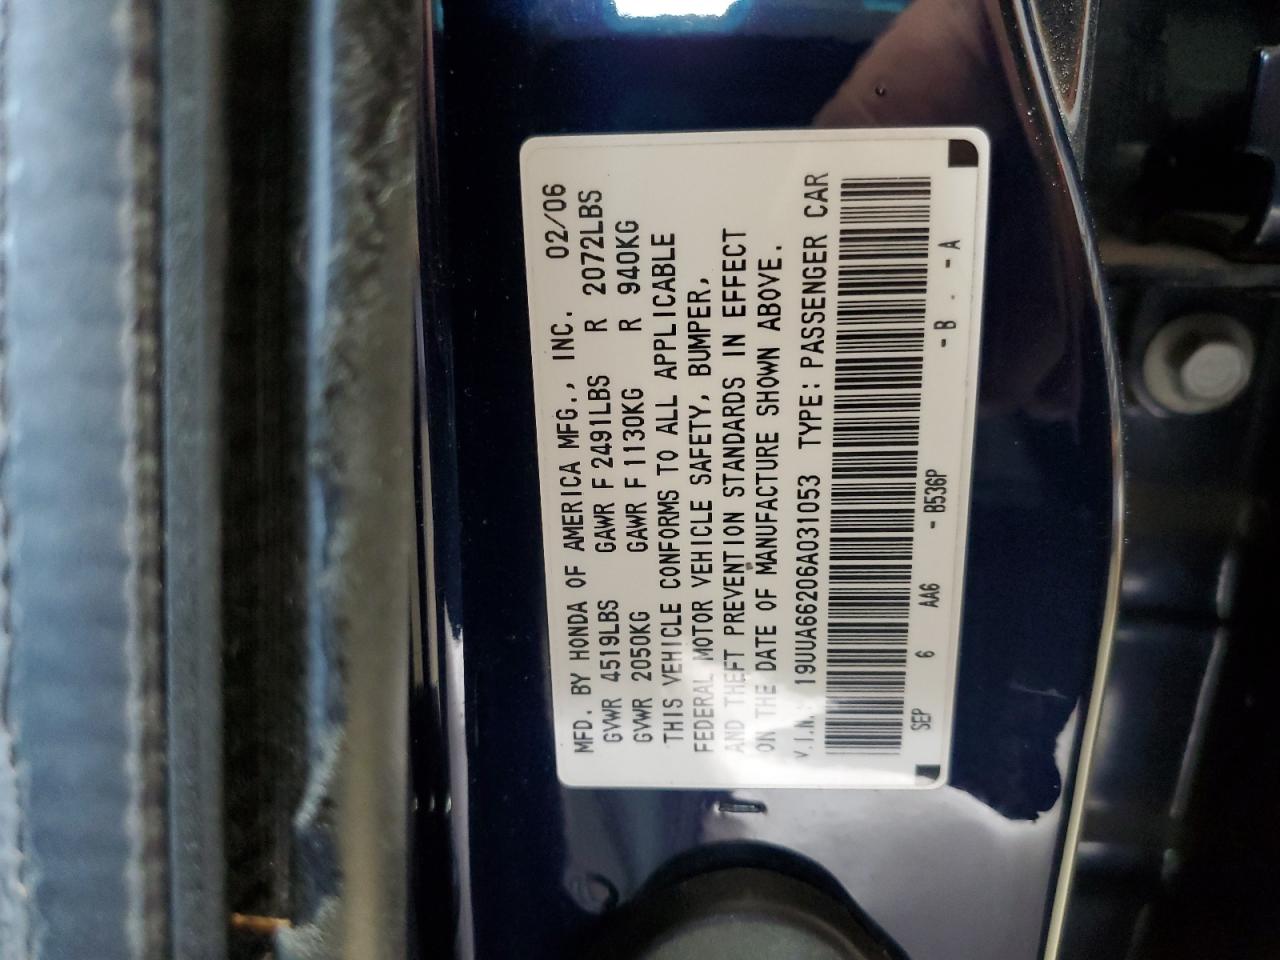 MFD. BY HONDA OF AMERICA MFG., INC. 02/06
GVWR 4519LBS GAWR F 2491LBS R 2072LBS
GVWR 2050KG GAWR F 1130KG R 940KG
THIS VEHICLE CONFORMS TO ALL APPLICABLE
FEDERAL MOTOR VEHICLE SAFETY, BUMPER,
AND THEFT PREVENTION STANDARDS IN EFFECT
ON THE DATE OF MANUFACTURE SHOWN ABOVE.
V.I.N.: 19UUA66206A031053 TYPE: PASSENGER CAR
SEP 6 AA6 - B536P - B. - A